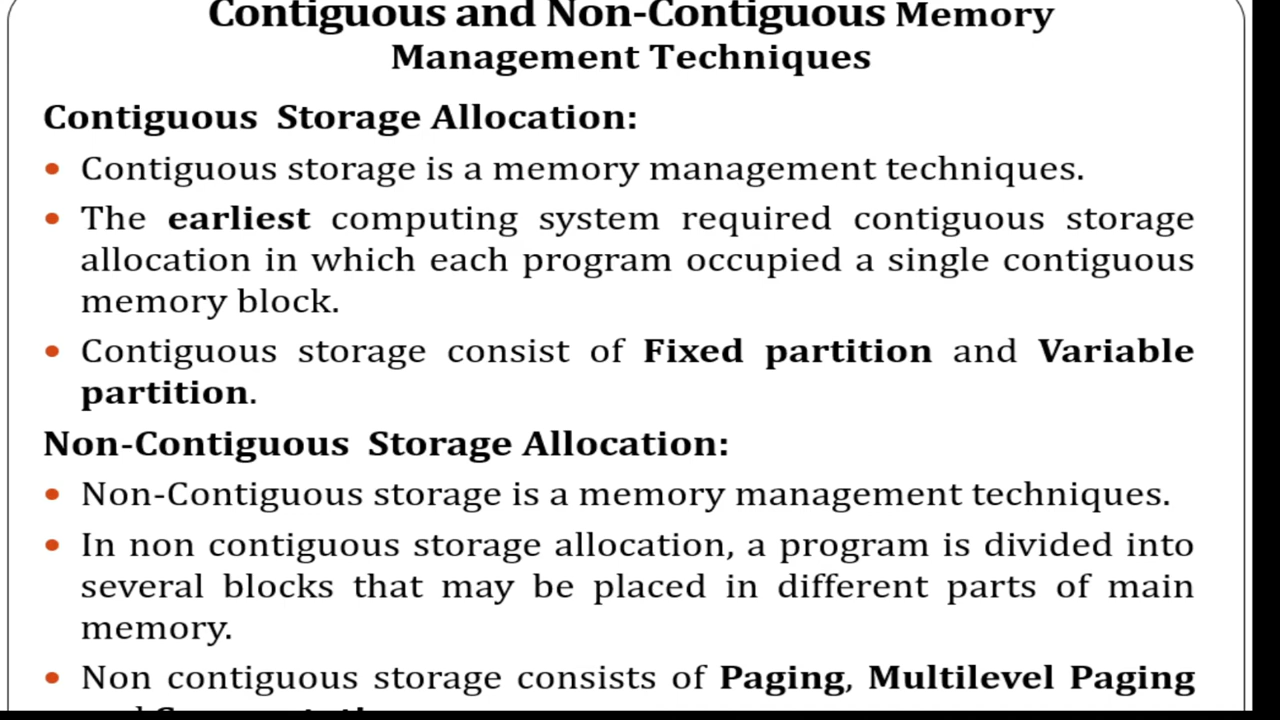 Contiguous and Non-Contiguous Memory
Management Techniques
Contiguous Storage Allocation:
• Contiguous storage is a memory management techniques.
• The earliest computing system required contiguous storage
allocation in which each program occupied a single contiguous
memory block.
• Contiguous storage consist of Fixed partition and Variable
partition.
Non-Contiguous Storage Allocation:
• Non-Contiguous storage is a memory management techniques.
• In non contiguous storage allocation, a program is divided into
several blocks that may be placed in different parts of main
memory.
• Non contiguous storage consists of Paging, Multilevel Paging